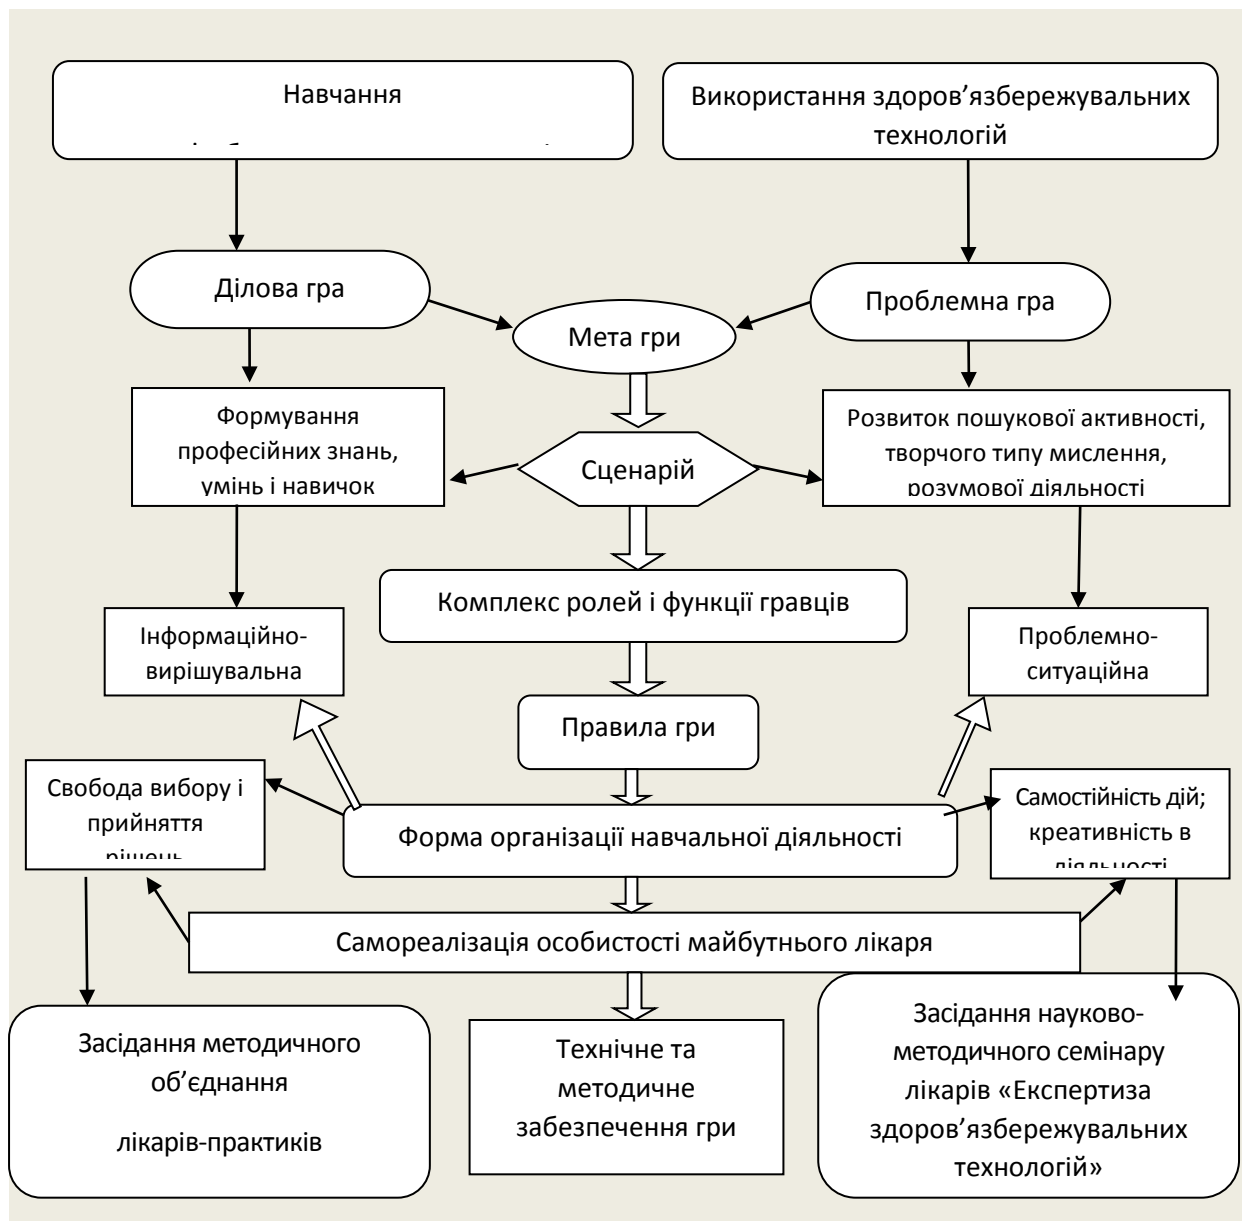 Навчання
Використання здоров’язбережувальних
технологій
Ділова гра
Мета гри
Проблемна гра
Формування
професійних знань,
умінь і навичок
Сценарій
Розвиток пошукової активності,
творчого типу мислення,
розумової діяльності
Комплекс ролей і функції гравців
Інформаційно-
вирішувальна
Проблемно-
ситуаційна
Правила гри
Свобода вибору і
прийняття
рішень
Форма організації навчальної діяльності
Самостійність дій;
креативність в
діяльності
Самореалізація особистості майбутнього лікаря
Засідання методичного
об’єднання
лікарів-практиків
Технічне та
методичне
забезпечення гри
Засідання науково-
методичного семінару
лікарів «Експертиза
здоров’язбережувальних
технологій»